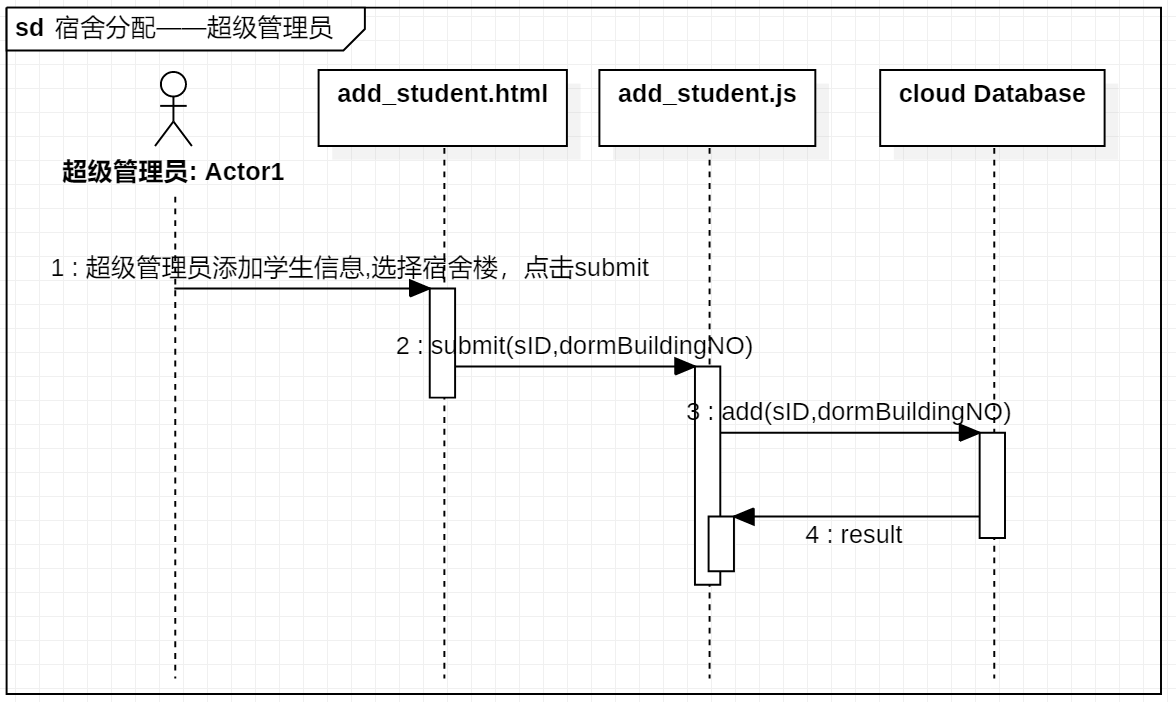 sd 宿舍分配——超级管理员
add_student.html
add_student.js
cloud Database
超级管理员: Actor1
1 : 超级管理员添加学生信息,选择宿舍楼，点击submit
2 : submit(sID,dormBuildingNO)
3 : add(sID,dormBuildingNO)
4 : result